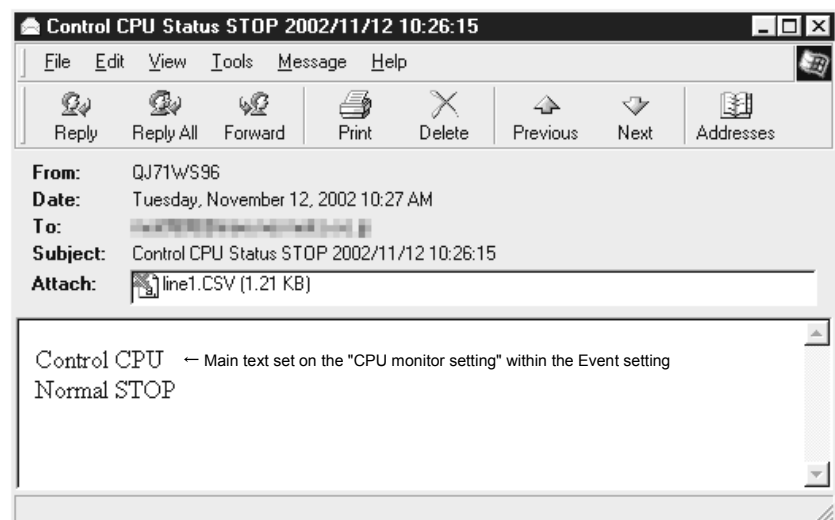 Control CPU Status STOP 2002/11/12 10:26:15
File Edit View Tools Message Help
Reply Reply All Forward Print Delete Previous Next Addresses
From: QJ71WS96
Date: Tuesday, November 12, 2002 10:27 AM
To:
Subject: Control CPU Status STOP 2002/11/12 10:26:15
Attach: line1.CSV (1.21 KB)
Control CPU ← Main text set on the "CPU monitor setting" within the Event setting
Normal STOP